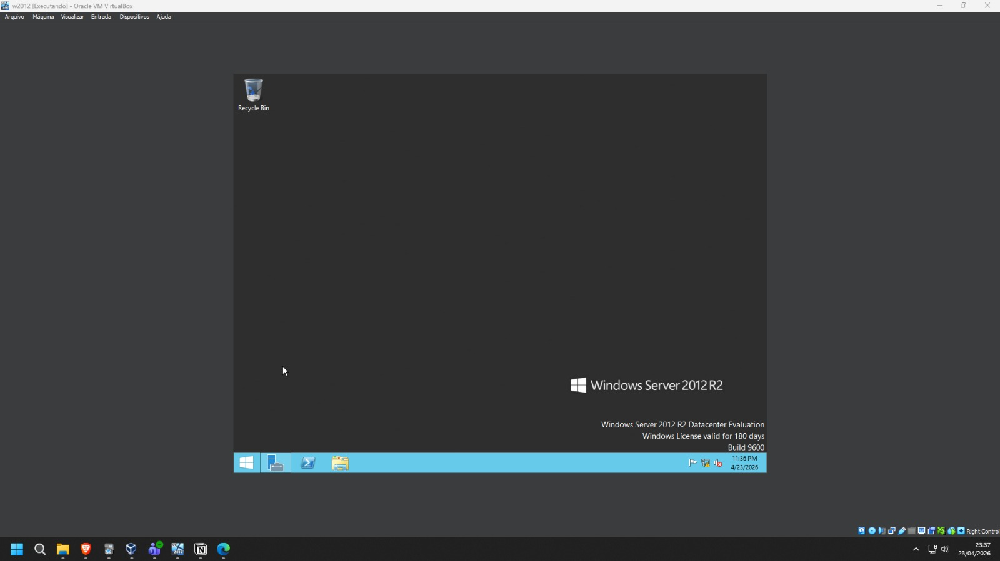 w2012 [Executando] - Oracle VM VirtualBox
Arquivo Máquina Visualizar Entrada Dispositivos Ajuda
Recycle Bin
Windows Server 2012 R2
Windows Server 2012 R2 Datacenter Evaluation
Windows License valid for 180 days
Build 9600
11:36 PM
4/23/2026
Right Control
23:37
23/04/2026